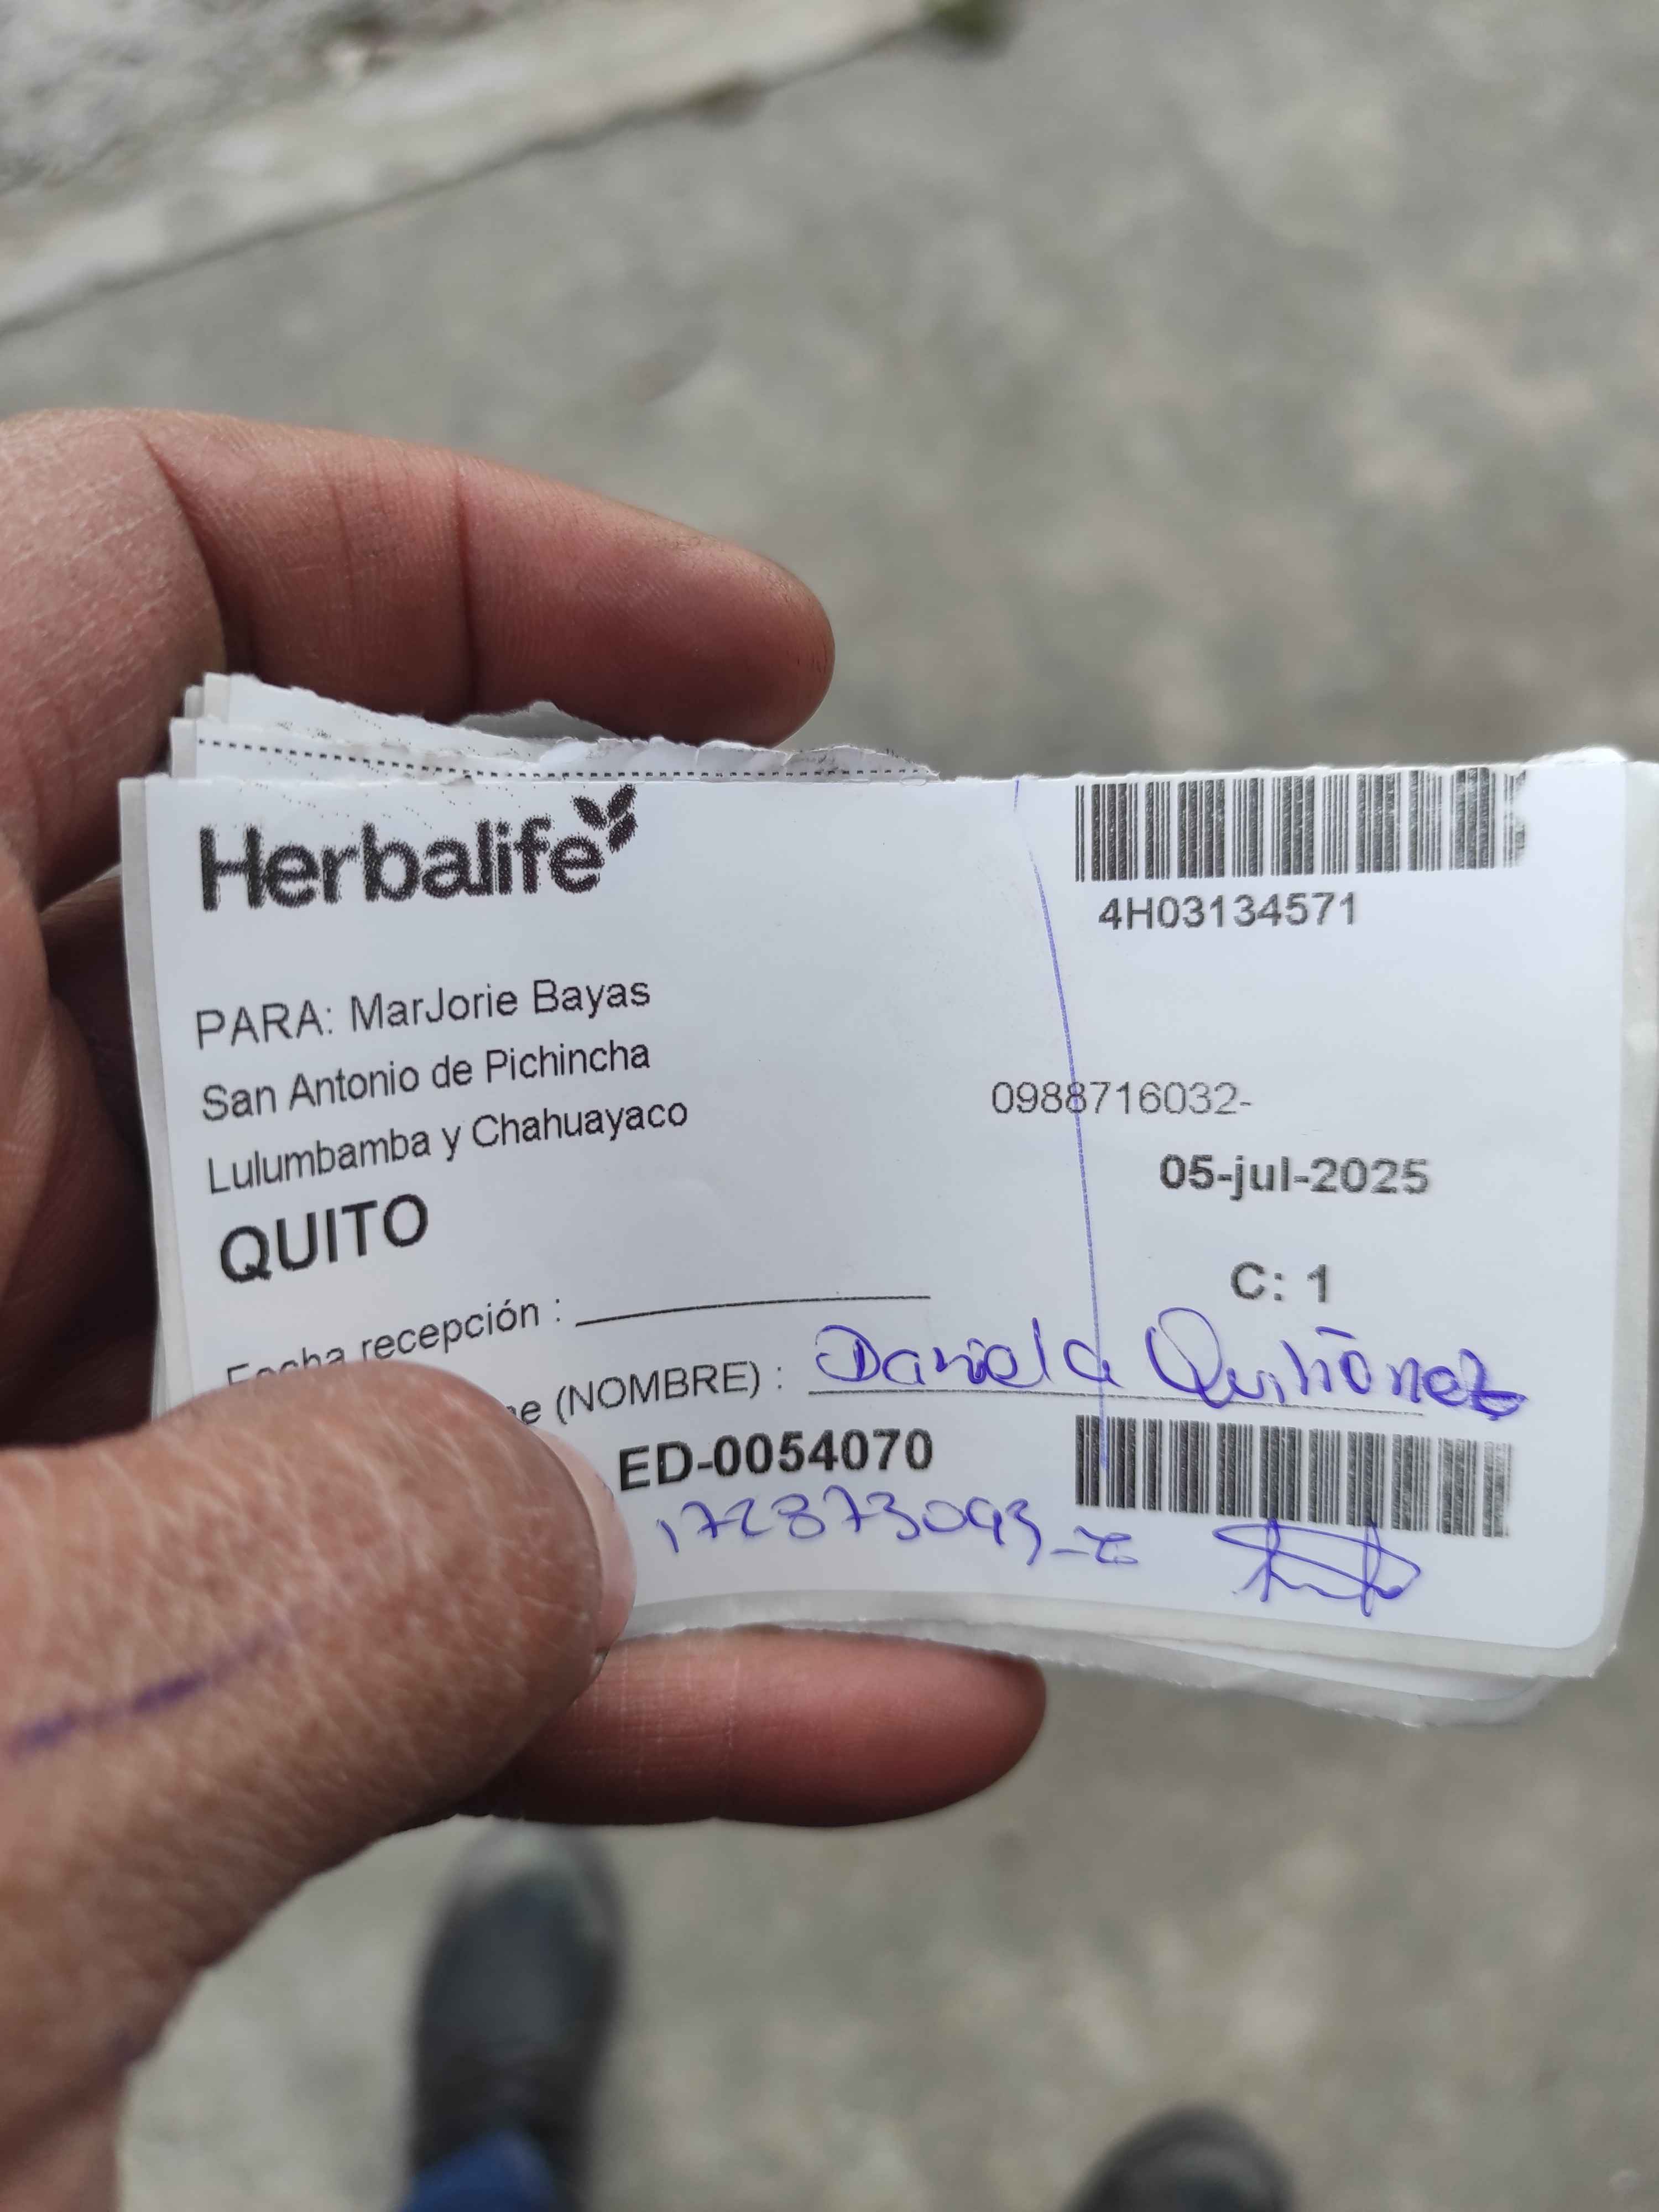 Herbalife
4H03134571
PARA: MarJorie Bayas
San Antonio de Pichincha
Lulumbamba y Chahuayaco
0988716032-
05-jul-2025
QUITO
C: 1
Fecha recepción :
(NOMBRE) : Daniela Quiñónez
ED-0054070